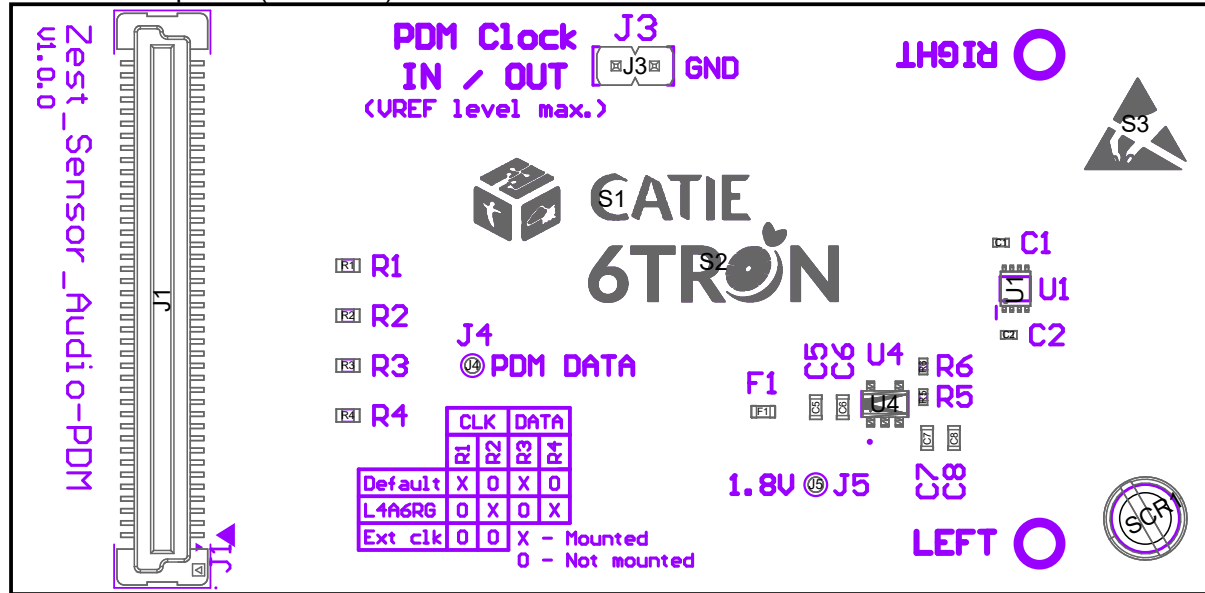 Zest_Sensor_Audio-PDM
V1.0.0
J1
J1
PDM Clock
IN / OUT
(VREF level max.)
J3
J3
GND
RIGHT
S3
S1
CATIE
S2
6TRON
C1 C1
U1 U1
C2 C2
R1 R1
R2 R2
R3 R3
R4 R4
J4
J4 PDM DATA
F1
F1
C5 C6
C5 C6
U4
U4
R6 R6
R5 R5
C7 C8
C7 C8
1.8V J5 J5
CLK DATA
R1 R2 R3 R4
Default X O X O
L4A6RG O X O X
Ext clk O O X - Mounted
O - Not mounted
LEFT
SCR1